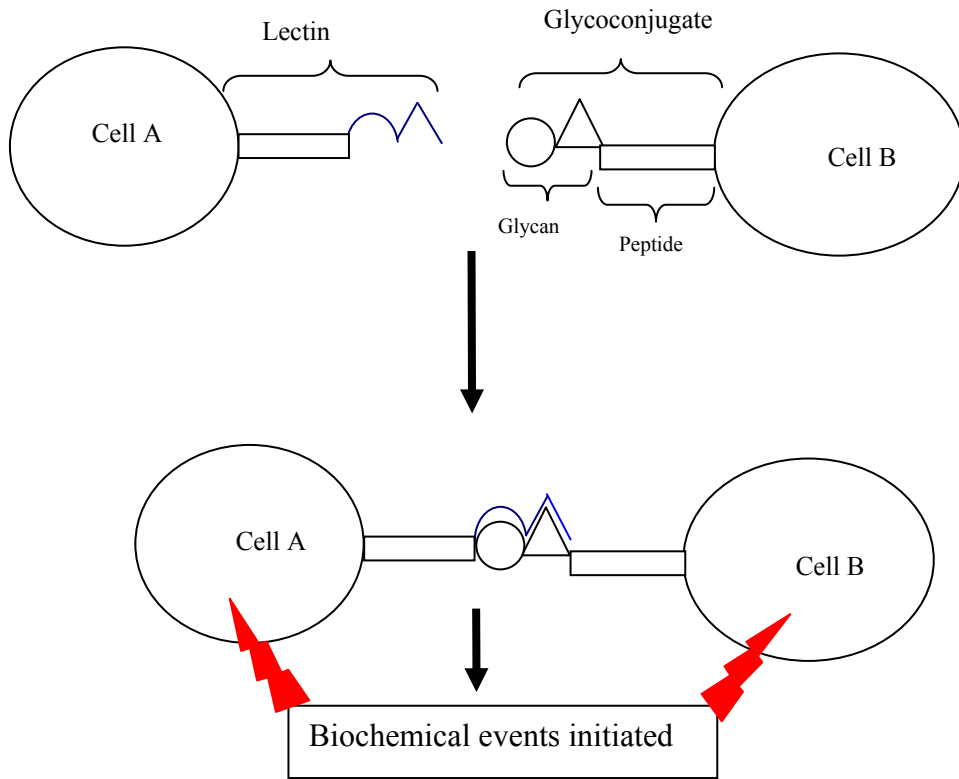 Lectin
Glycoconjugate
Cell A
Cell B
Glycan
Peptide
Cell A
Cell B
Biochemical events initiated